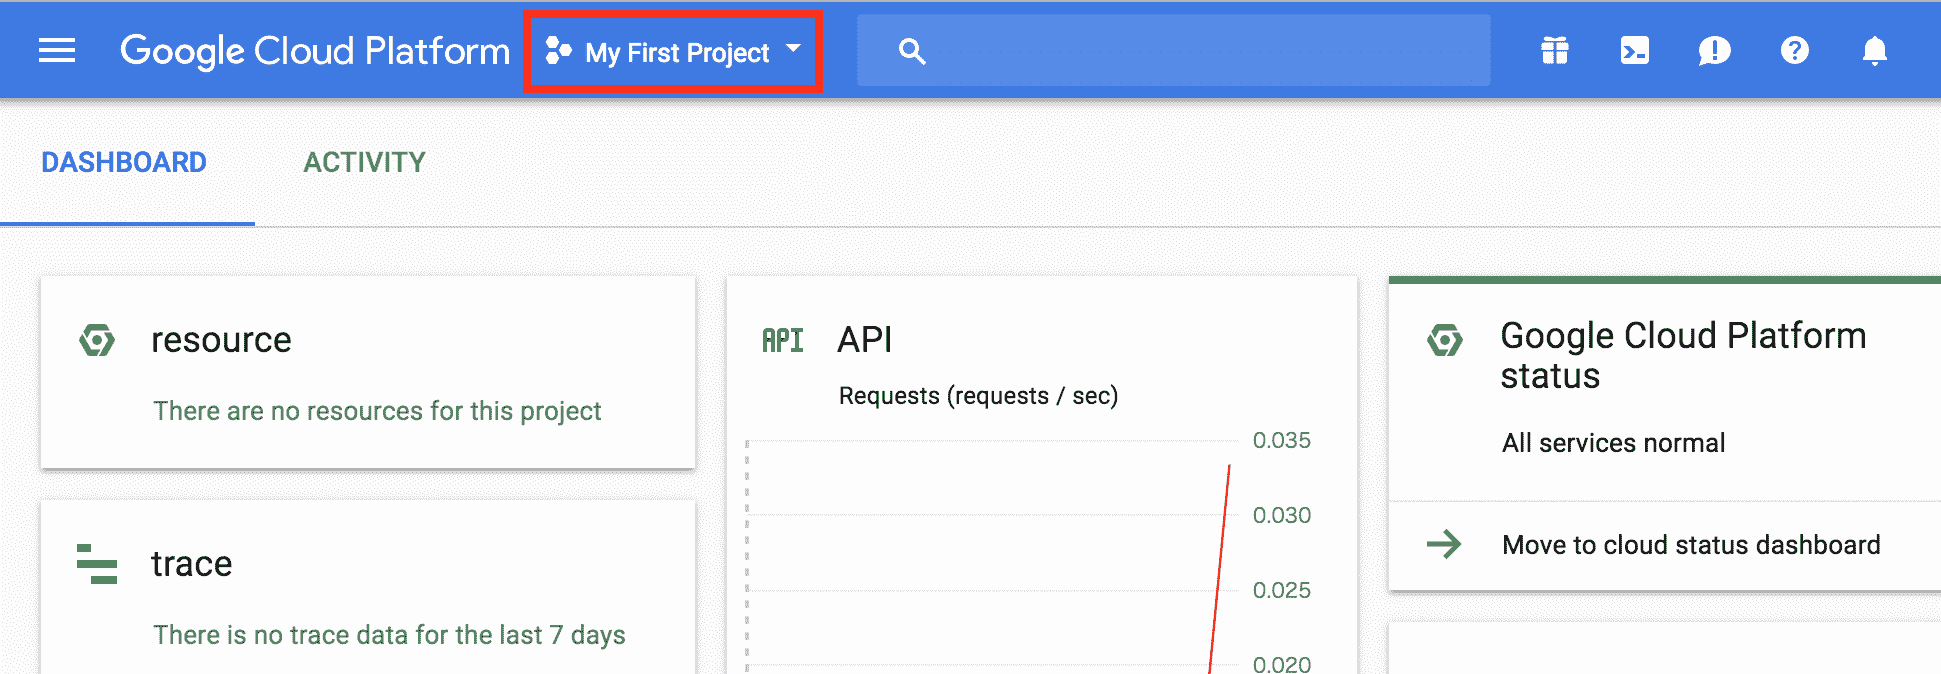 Google Cloud Platform
My First Project
DASHBOARD
ACTIVITY
resource
There are no resources for this project
trace
There is no trace data for the last 7 days
API
API
Requests (requests / sec)
0.035
0.030
0.025
0.020
Google Cloud Platform
status
All services normal
Move to cloud status dashboard